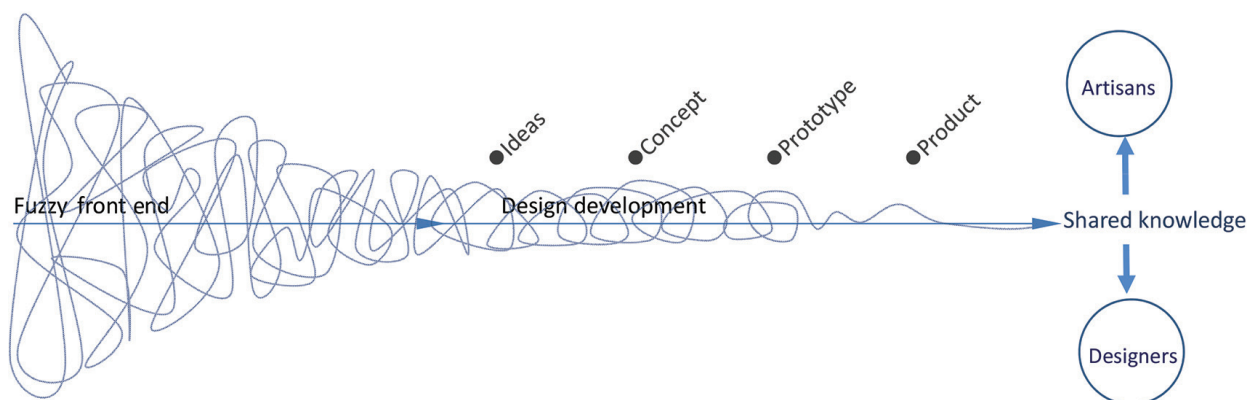 Fuzzy front end
Design development
Ideas
Concept
Prototype
Product
Artisans
Shared knowledge
Designers